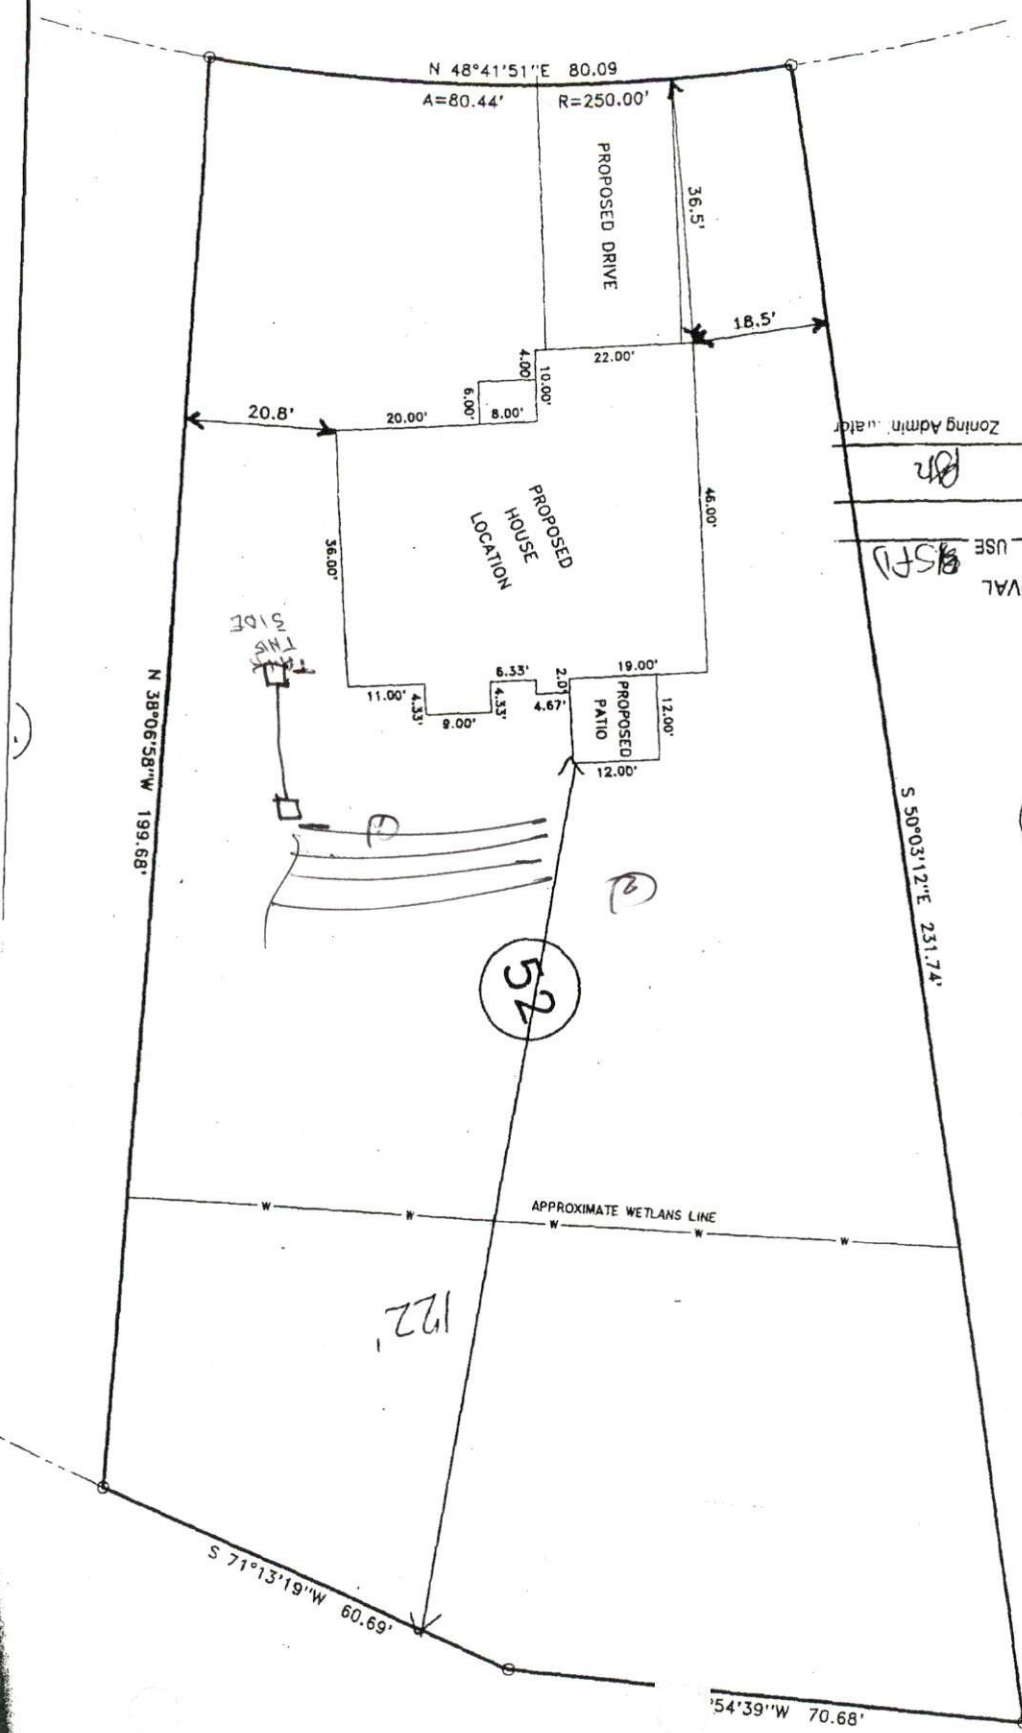 N 48°41'51"E 80.09
A=80.44' R=250.00'
PROPOSED DRIVE
36.5'
18.5'
22.00'
4.00'
10.00'
6.00'
8.00'
20.00'
20.8'
Zoning Admin
USE SFD
VAL
46.00'
PROPOSED
HOUSE
LOCATION
36.00'
SIDE
N 38°06'58"W 199.68'
11.00'
4.33'
9.00'
4.33'
6.33'
4.67'
2.0
19.00'
PROPOSED
PATIO
12.00'
12.00'
S 50°03'12"E 231.74'
52
APPROXIMATE WETLANS LINE
W W W W W
122'
S 71°13'19"W 60.69'
°54'39"W 70.68'